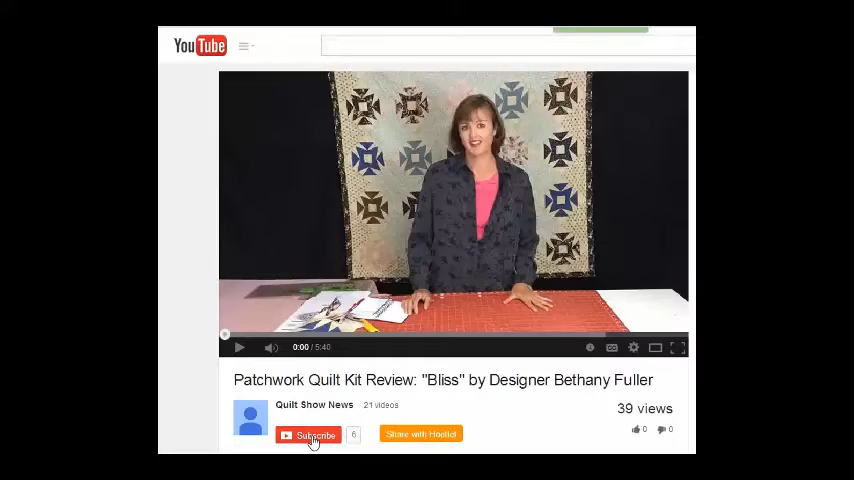 YouTube
0:00 / 5:40
Patchwork Quilt Kit Review: "Bliss" by Designer Bethany Fuller
Quilt Show News · 21 videos
39 views
Subscribe 6
Share with Hootlet
0 0